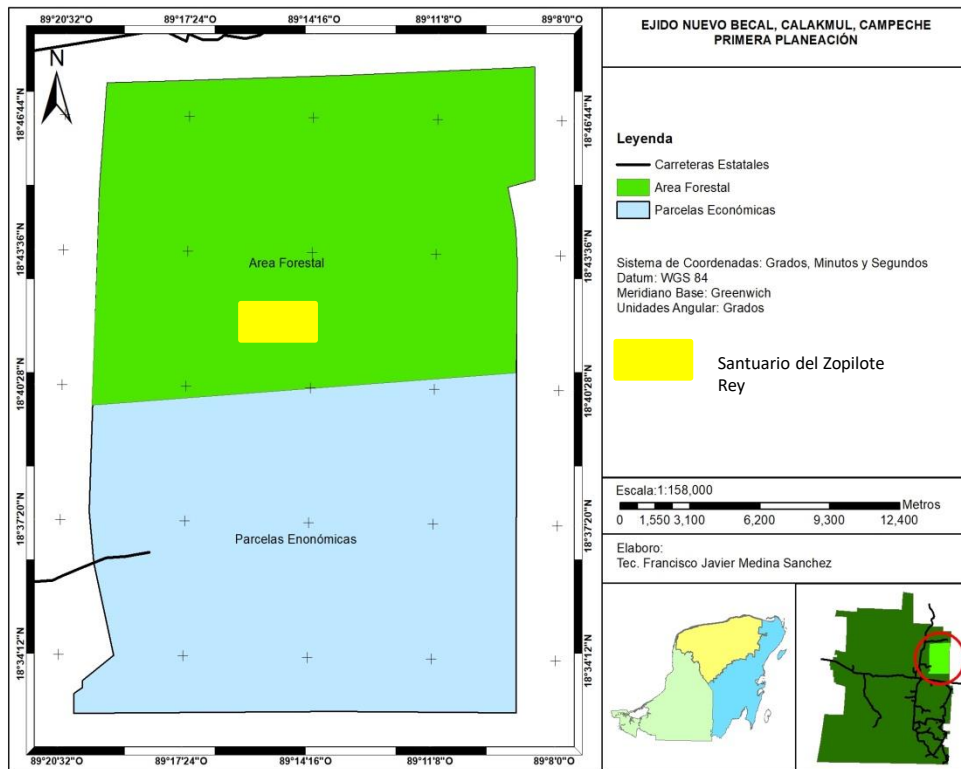 EJIDO NUEVO BECAL, CALAKMUL, CAMPECHE
PRIMERA PLANEACIÓN
89°20'32"O 89°17'24"O 89°14'16"O 89°11'8"O 89°8'0"O
N
18°46'44"N
18°46'44"N
18°43'36"N
18°43'36"N
18°40'28"N
18°40'28"N
18°37'20"N
18°37'20"N
18°34'12"N
18°34'12"N
Area Forestal
Parcelas Enonómicas
89°20'32"O 89°17'24"O 89°14'16"O 89°11'8"O 89°8'0"O
Leyenda
Carreteras Estatales
Area Forestal
Parcelas Económicas
Sistema de Coordenadas: Grados, Minutos y Segundos
Datum: WGS 84
Meridiano Base: Greenwich
Unidades Angular: Grados
Santuario del Zopilote
Rey
Escala:1:158,000
Metros
0 1,550 3,100 6,200 9,300 12,400
Elaboro:
Tec. Francisco Javier Medina Sanchez